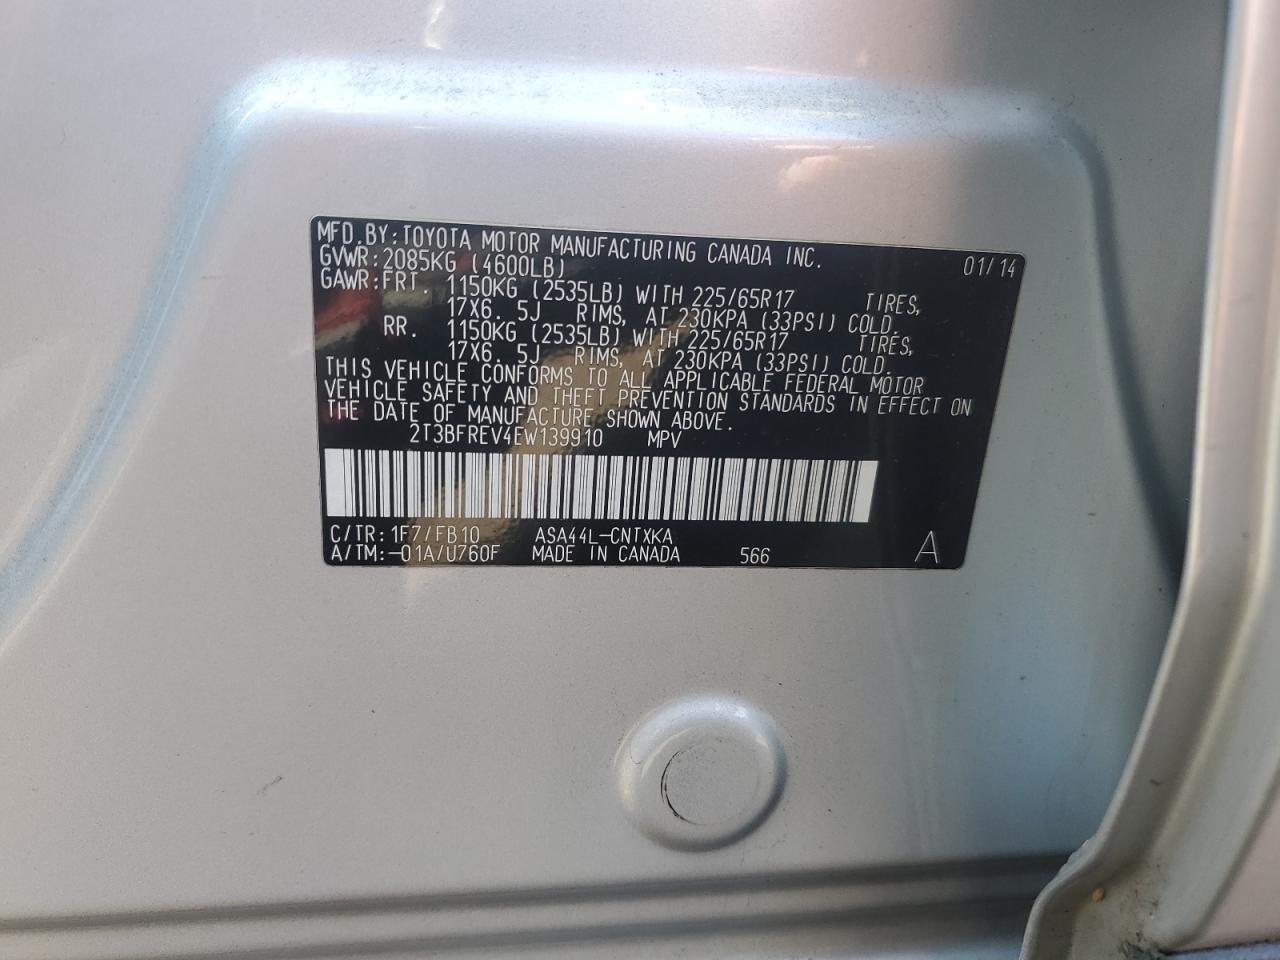 MFD.BY:TOYOTA MOTOR MANUFACTURING CANADA INC.
01/14
GVWR:2085KG (4600LB)
GAWR:FRT. 1150KG (2535LB) WITH 225/65R17 TIRES,
17X6. 5J RIMS, AT 230KPA (33PSI) COLD.
RR. 1150KG (2535LB) WITH 225/65R17 TIRES,
17X6. 5J RIMS, AT 230KPA (33PSI) COLD.
THIS VEHICLE CONFORMS TO ALL APPLICABLE FEDERAL MOTOR
VEHICLE SAFETY AND THEFT PREVENTION STANDARDS IN EFFECT ON
THE DATE OF MANUFACTURE SHOWN ABOVE.
2T3BFREV4EW139910 MPV
C/TR: 1F7/FB10 ASA44L-CNTXKA
A/TM:-01A/U760F MADE IN CANADA 566 A